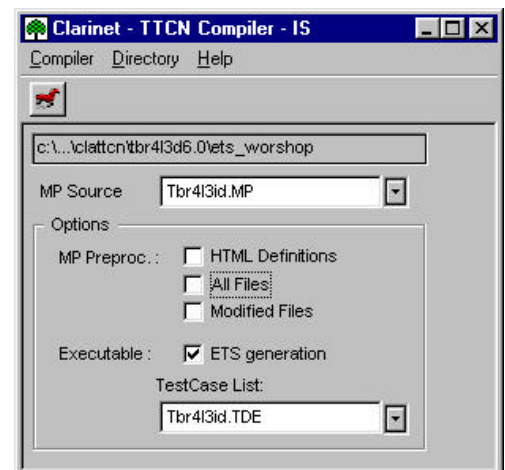 Clarinet - TTCN Compiler - IS
Compiler Directory Help
c:\...\clattcn\tbr4l3d6.0\ets_worshop
MP Source Tbr4l3id.MP
Options
MP Preproc. : HTML Definitions
All Files
Modified Files
Executable : ETS generation
TestCase List:
Tbr4l3id.TDE